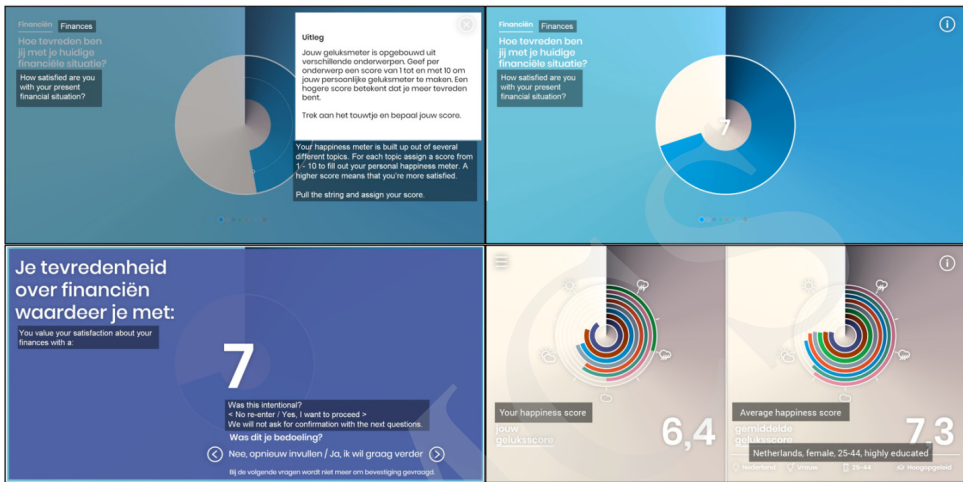 Financiën Finances
Hoe tevreden ben
jij met je huidige
financiële situatie?
How satisfied are you
with your present
financial situation?
Uitleg
Jouw geluksmeter is opgebouwd uit
verschillende onderwerpen. Geef per
onderwerp een score van 1 tot en met 10 om
jouw persoonlijke geluksmeter te maken. Een
hogere score betekent dat je meer tevreden
bent.
Trek aan het touwtje en bepaal jouw score.
Your happiness meter is built up out of several
different topics. For each topic assign a score from
1 - 10 to fill out your personal happiness meter. A
higher score means that you're more satisfied.
Pull the string and assign your score.
Financiën Finances
Hoe tevreden ben
jij met je huidige
financiële situatie?
How satisfied are you
with your present
financial situation?
7
Je tevredenheid
over financiën
waardeer je met:
You value your satisfaction about your
finances with a:
7
Was this intentional?
< No re-enter / Yes, I want to proceed >
We will not ask for confirmation with the next questions.
Was dit je bedoeling?
Nee, opnieuw invullen / Ja, ik wil graag verder
Bij de volgende vragen wordt niet meer om bevestiging gevraagd.
Your happiness score
jouw
geluksscore
6,4
Average happiness score
gemiddelde
geluksscore
7,3
Netherlands, female, 25-44, highly educated
Nederland Vrouw 25-44 Hoogopgeleid